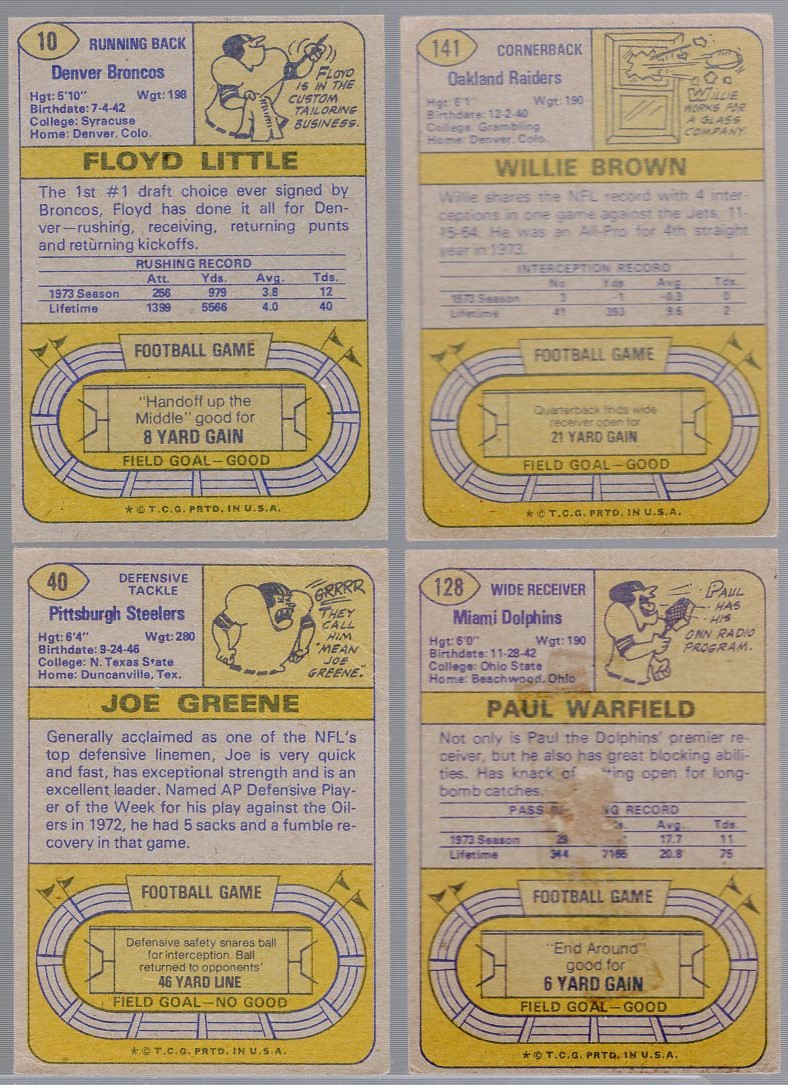 10
RUNNING BACK
Denver Broncos
Hgt: 5'10" Wgt: 198
Birthdate: 7-4-42
College: Syracuse
Home: Denver, Colo.
FLOYD
IS IN THE
CUSTOM
TAILORING
BUSINESS.
FLOYD LITTLE
The 1st #1 draft choice ever signed by
Broncos, Floyd has done it all for Den-
ver—rushing, receiving, returning punts
and returning kickoffs.
RUSHING RECORD
Att. Yds. Avg. Tds.
1973 Season 256 979 3.8 12
Lifetime 1399 5566 4.0 40
FOOTBALL GAME
"Handoff up the
Middle" good for
8 YARD GAIN
FIELD GOAL—GOOD
* © T.C.G. PRTD. IN U.S.A.
141
CORNERBACK
Oakland Raiders
Hgt: 6'1" Wgt: 190
Birthdate: 12-2-40
College: Grambling
Home: Denver, Colo.
WILLIE
WORKS FOR
A GLASS
COMPANY.
WILLIE BROWN
Willie shares the NFL record with 4 inter-
ceptions in one game against the Jets, 11-
15-64. He was an All-Pro for 4th straight
year in 1973.
INTERCEPTION RECORD
No. Yds. Avg. Tds.
1973 Season 3 -1 -0.3 0
Lifetime 41 393 9.6 2
FOOTBALL GAME
Quarterback finds wide
receiver open for
21 YARD GAIN
FIELD GOAL—GOOD
* © T.C.G. PRTD. IN U.S.A.
40
DEFENSIVE
TACKLE
Pittsburgh Steelers
Hgt: 6'4" Wgt: 280
Birthdate: 9-24-46
College: N. Texas State
Home: Duncanville, Tex.
GRRRR
THEY
CALL
HIM
"MEAN
JOE
GREENE."
JOE GREENE
Generally acclaimed as one of the NFL's
top defensive linemen, Joe is very quick
and fast, has exceptional strength and is an
excellent leader. Named AP Defensive Play-
er of the Week for his play against the Oil-
ers in 1972, he had 5 sacks and a fumble re-
covery in that game.
FOOTBALL GAME
Defensive safety snares ball
for interception. Ball
returned to opponents'
46 YARD LINE
FIELD GOAL—NO GOOD
* © T.C.G. PRTD. IN U.S.A.
128
WIDE RECEIVER
Miami Dolphins
Hgt: 6'0" Wgt: 190
Birthdate: 11-28-42
College: Ohio State
Home: Beachwood, Ohio
PAUL
HAS
HIS
OWN RADIO
PROGRAM.
PAUL WARFIELD
Not only is Paul the Dolphins' premier re-
ceiver, but he also has great blocking abili-
ties. Has knack of open for long-
bomb catches.
PASS RECORD
Avg. Tds.
1973 Season 29 17.7 11
Lifetime 344 7165 20.8 75
FOOTBALL GAME
"End Around"
good for
6 YARD GAIN
FIELD GOAL—GOOD
* © T.C.G. PRTD. IN U.S.A.